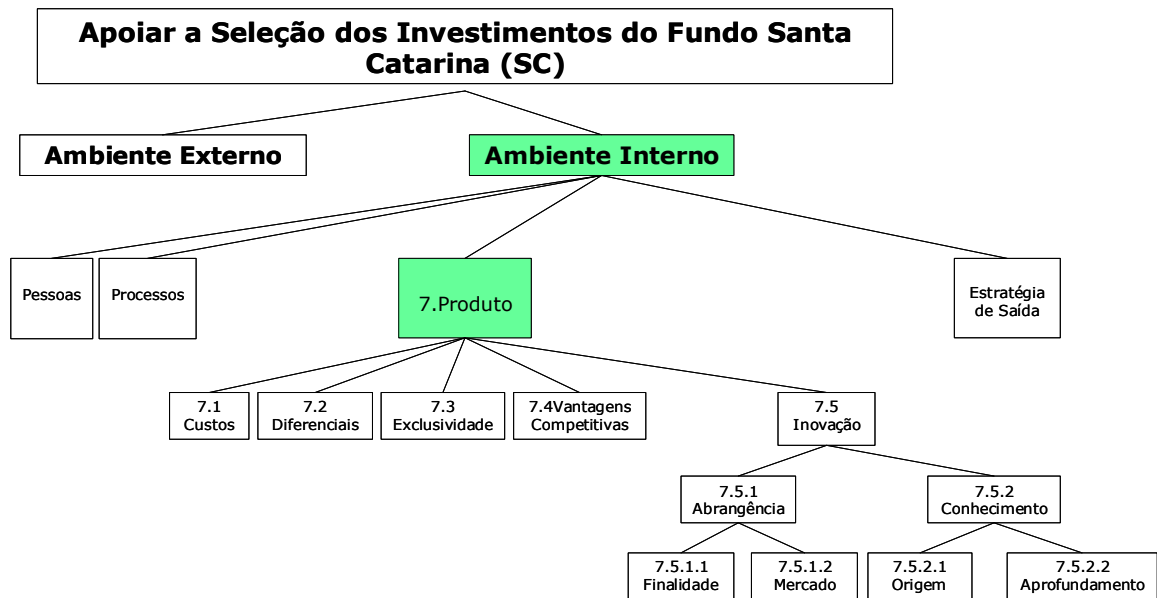 Apoiar a Seleção dos Investimentos do Fundo Santa
Catarina (SC)
Ambiente Externo
Ambiente Interno
Pessoas
Processos
7.Produto
Estratégia
de Saída
7.1
Custos
7.2
Diferenciais
7.3
Exclusividade
7.4Vantagens
Competitivas
7.5
Inovação
7.5.1
Abrangência
7.5.2
Conhecimento
7.5.1.1
Finalidade
7.5.1.2
Mercado
7.5.2.1
Origem
7.5.2.2
Aprofundamento